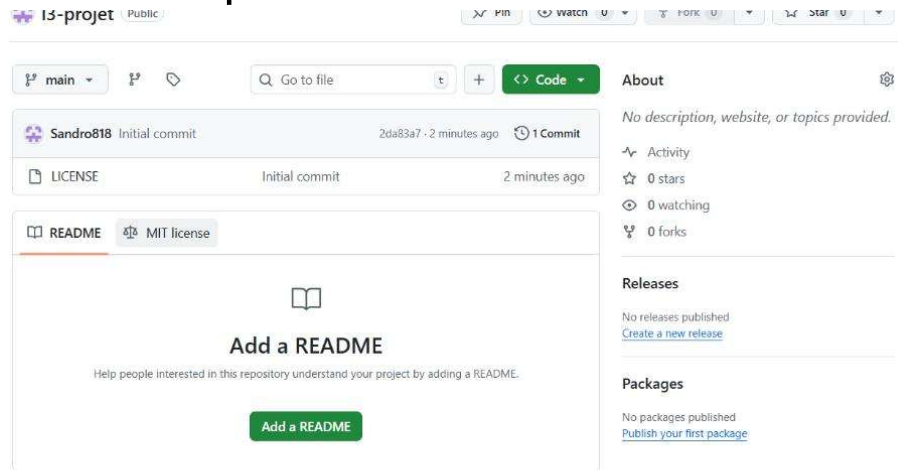 l3-projet Public Pin Watch 0 Fork 0 Star 0
main Go to file t + <> Code
Sandro818 Initial commit 2da83a7 · 2 minutes ago 1 Commit
LICENSE Initial commit 2 minutes ago
README MIT license
Add a README
Help people interested in this repository understand your project by adding a README.
Add a README
About
No description, website, or topics provided.
Activity
0 stars
0 watching
0 forks
Releases
No releases published
Create a new release
Packages
No packages published
Publish your first package